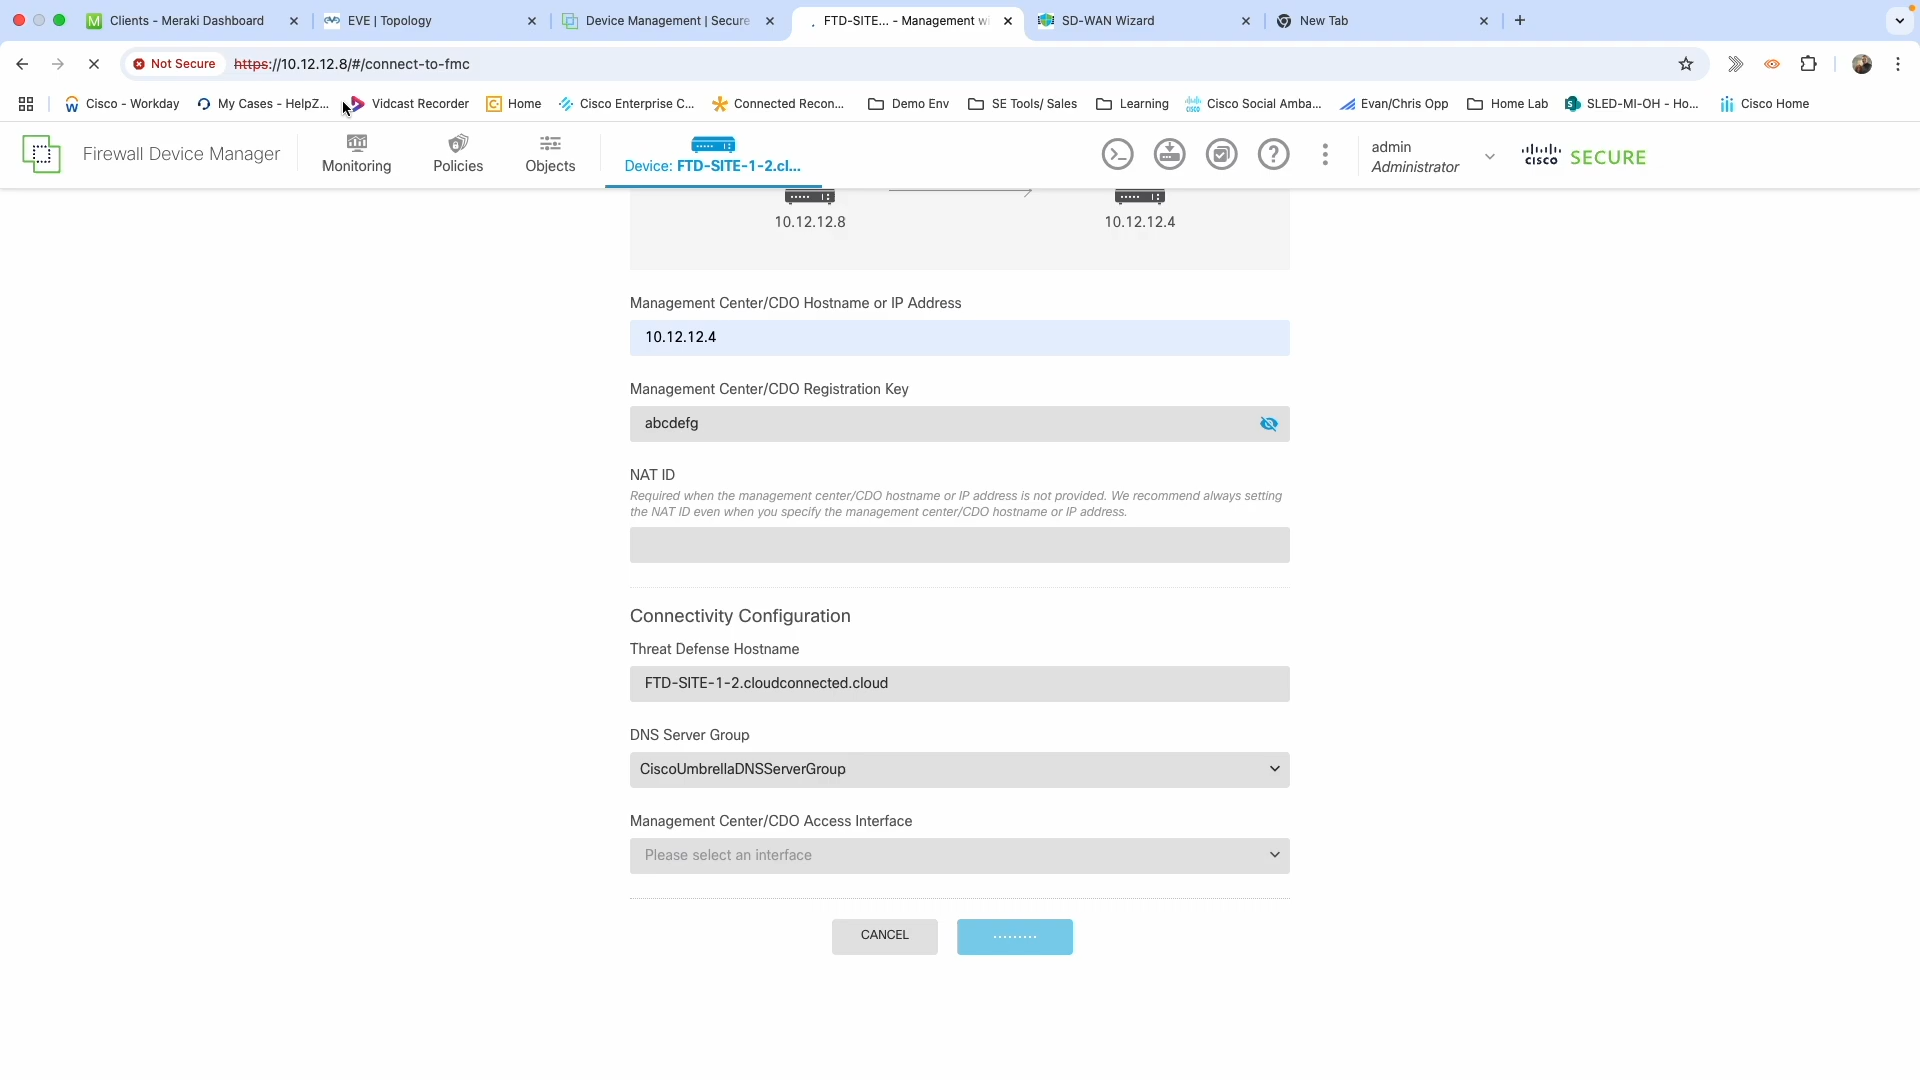 Clients - Meraki Dashboard
EVE | Topology
Device Management | Secure
FTD-SITE... - Management wi
SD-WAN Wizard
New Tab
Not Secure https://10.12.12.8/#/connect-to-fmc
Cisco - Workday
My Cases - HelpZ...
Vidcast Recorder
Home
Cisco Enterprise C...
Connected Recon...
Demo Env
SE Tools/ Sales
Learning
Cisco Social Amba...
Evan/Chris Opp
Home Lab
SLED-MI-OH - Ho...
Cisco Home
Firewall Device Manager
Monitoring
Policies
Objects
Device: FTD-SITE-1-2.cl...
admin
Administrator
cisco SECURE
10.12.12.8
10.12.12.4
Management Center/CDO Hostname or IP Address
10.12.12.4
Management Center/CDO Registration Key
abcdefg
NAT ID
Required when the management center/CDO hostname or IP address is not provided. We recommend always setting
the NAT ID even when you specify the management center/CDO hostname or IP address.
Connectivity Configuration
Threat Defense Hostname
FTD-SITE-1-2.cloudconnected.cloud
DNS Server Group
CiscoUmbrellaDNSServerGroup
Management Center/CDO Access Interface
Please select an interface
CANCEL